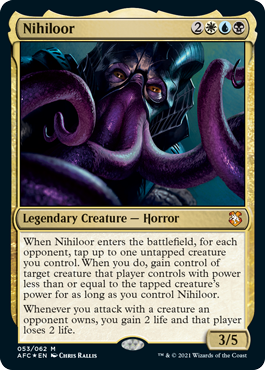 Nihiloor 2
Legendary Creature — Horror
When Nihiloor enters the battlefield, for each
opponent, tap up to one untapped creature
you control. When you do, gain control of
target creature that player controls with power
less than or equal to the tapped creature's
power for as long as you control Nihiloor.
Whenever you attack with a creature an
opponent owns, you gain 2 life and that player
loses 2 life.
3/5
053/062 M
AFC ★ EN Chris Rallis
™ & © 2021 Wizards of the Coast